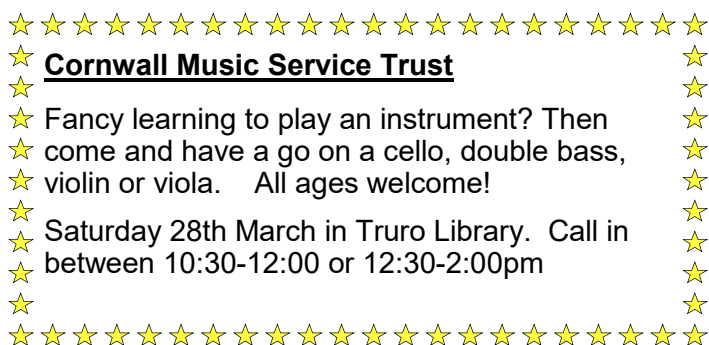 Cornwall Music Service Trust
Fancy learning to play an instrument? Then
come and have a go on a cello, double bass,
violin or viola.    All ages welcome!
Saturday 28th March in Truro Library.  Call in
between 10:30-12:00 or 12:30-2:00pm